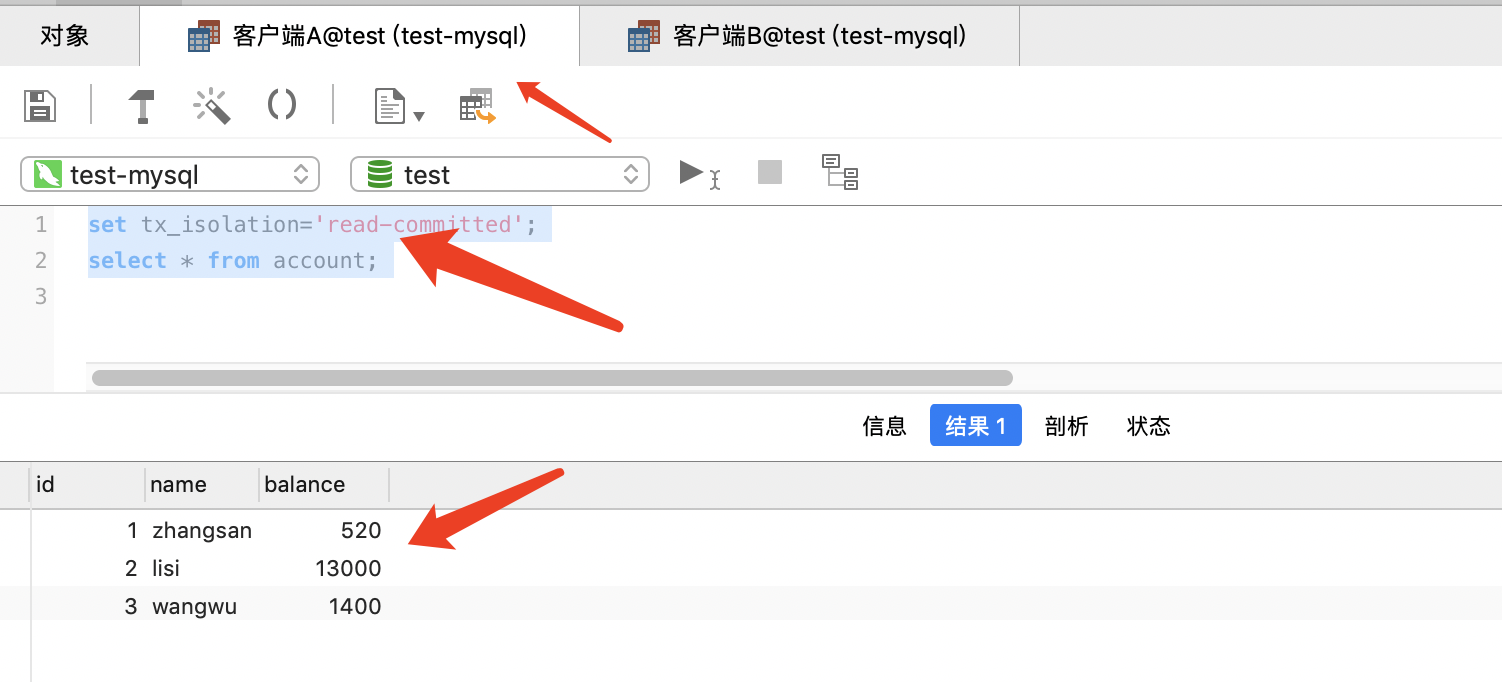 对象 客户端A@test (test-mysql) 客户端B@test (test-mysql)
test-mysql test
1 set tx_isolation='read-committed';
2 select * from account;
3
信息 结果 1 剖析 状态
id name balance
1 zhangsan 520
2 lisi 13000
3 wangwu 1400